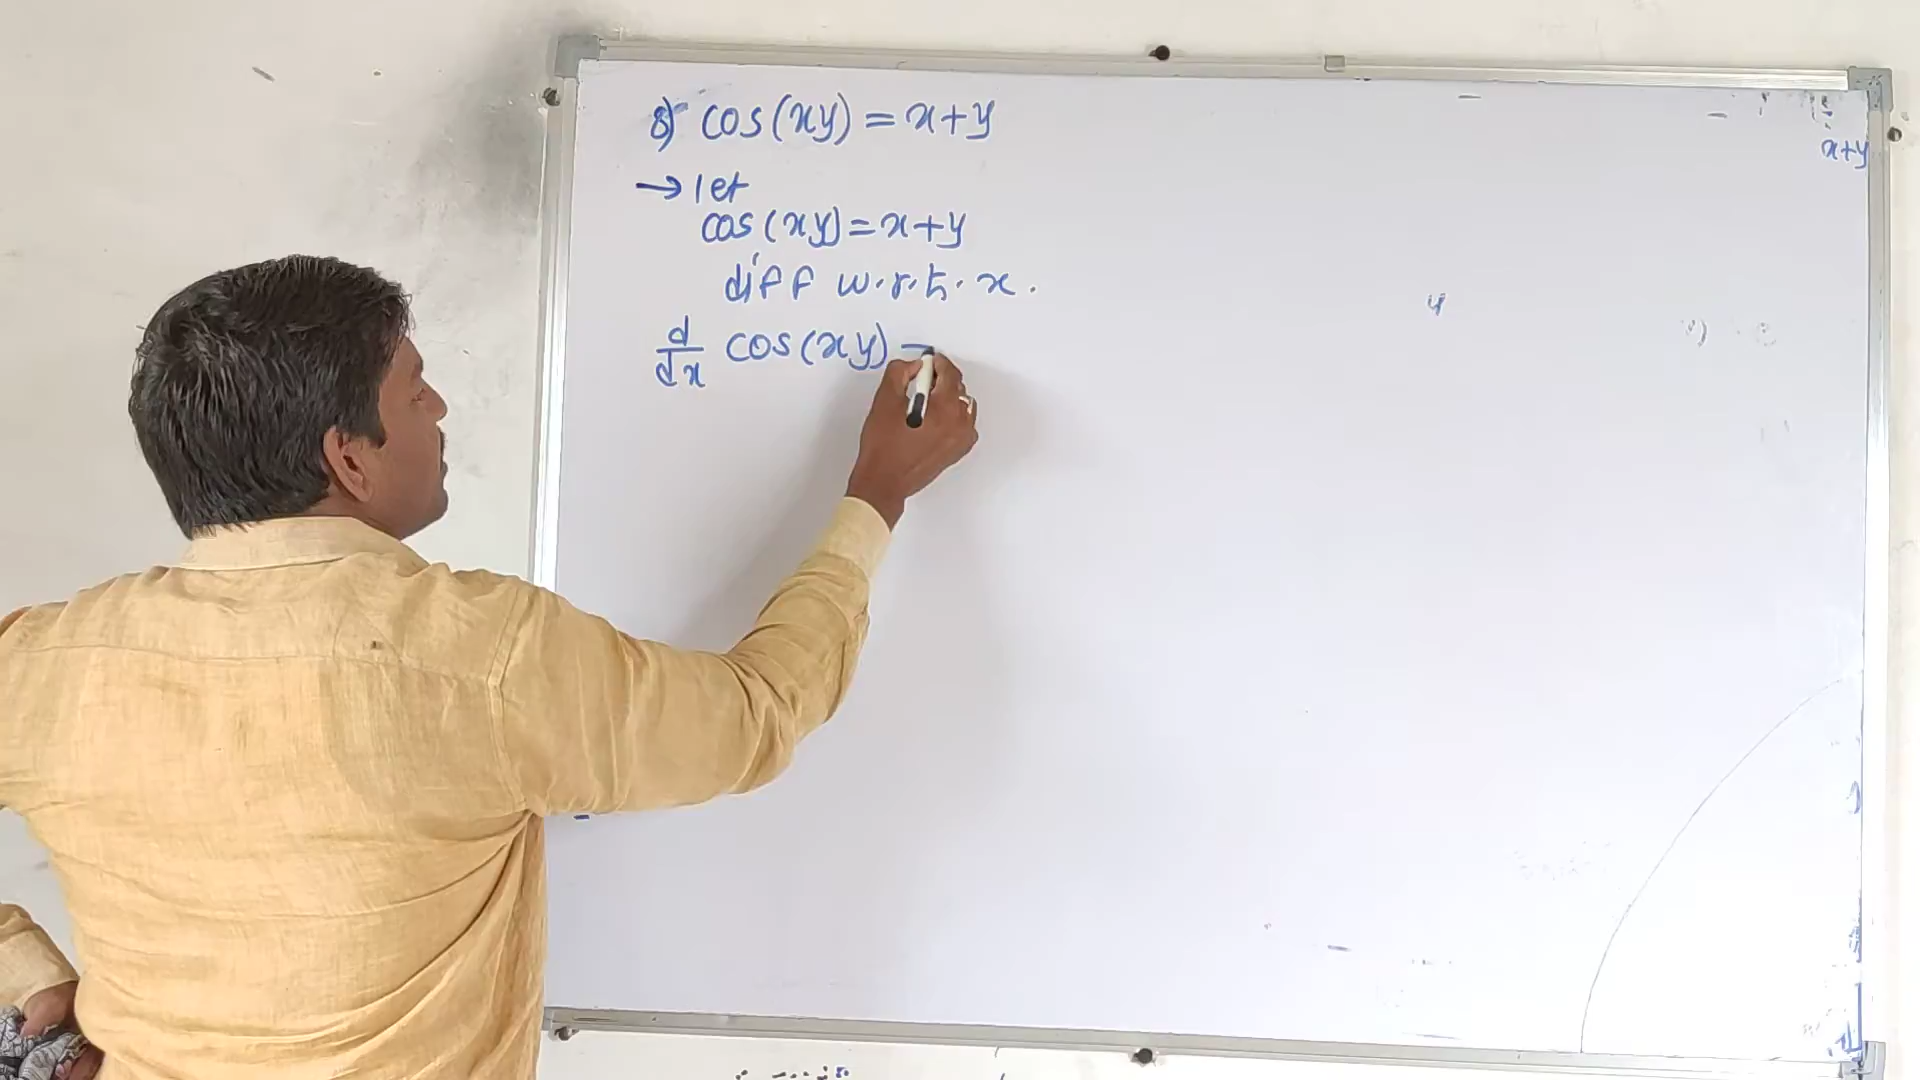 8) cos(xy) = x+y
→ let
cos(xy) = x+y
diff w.r.t. x.
d/dx cos(xy) =
x+y
y